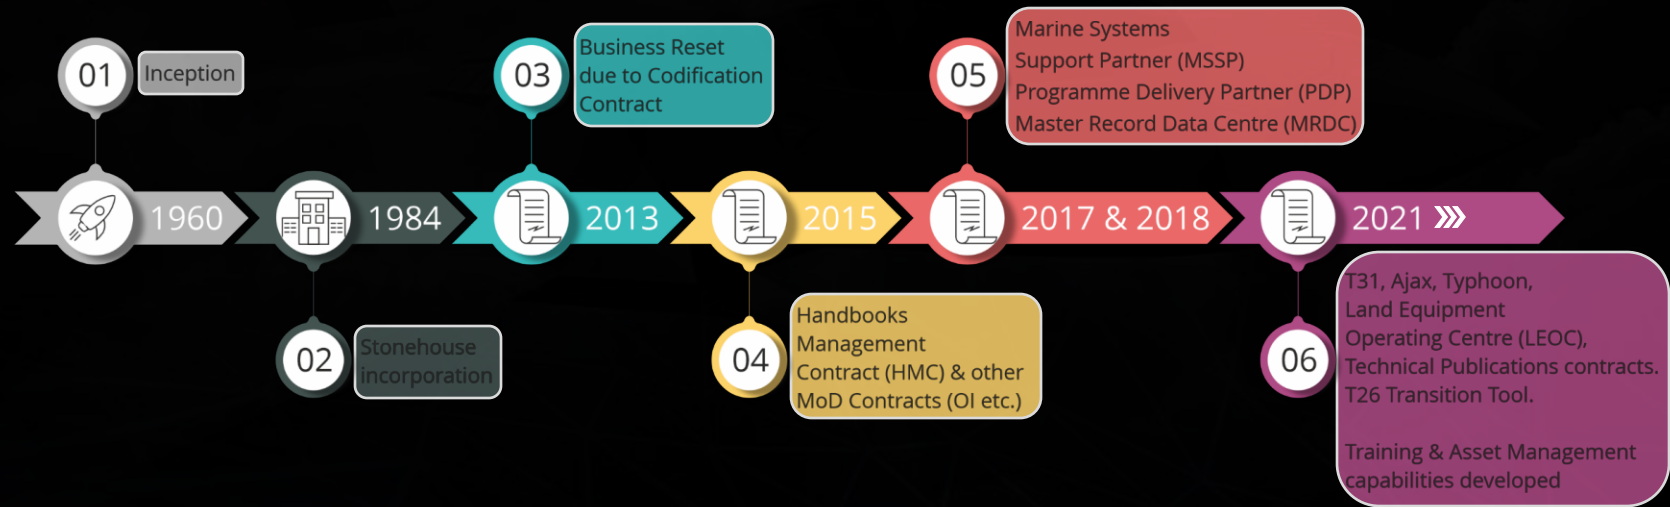 01
Inception
03
Business Reset
due to Codification
Contract
05
Marine Systems
Support Partner (MSSP)
Programme Delivery Partner (PDP)
Master Record Data Centre (MRDC)
1960
1984
2013
2015
2017 & 2018
2021
02
Stonehouse
incorporation
04
Handbooks
Management
Contract (HMC) & other
MoD Contracts (OI etc.)
06
T31, Ajax, Typhoon,
Land Equipment
Operating Centre (LEOC),
Technical Publications contracts.
T26 Transition Tool.
Training & Asset Management
capabilities developed